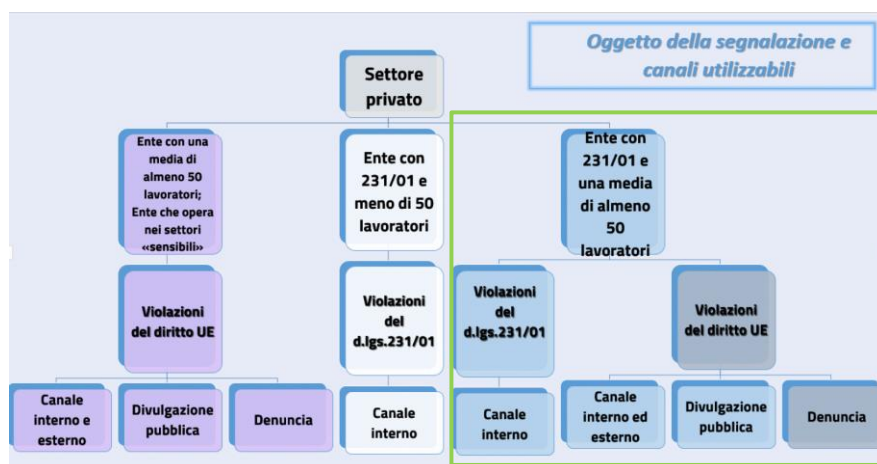 Oggetto della segnalazione e
canali utilizzabili
Settore
privato
Ente con una
media di
almeno 50
lavoratori;
Ente che opera
nei settori
«sensibili»
Ente con
231/01 e
meno di 50
lavoratori
Ente con
231/01 e
una media
di almeno
50
lavoratori
Violazioni
del diritto UE
Violazioni
del
d.lgs.231/01
Violazioni
del
d.lgs.231/01
Violazioni
del diritto UE
Canale
interno e
esterno
Divulgazione
pubblica
Denuncia
Canale
interno
Canale
interno
Canale
interno ed
esterno
Divulgazione
pubblica
Denuncia